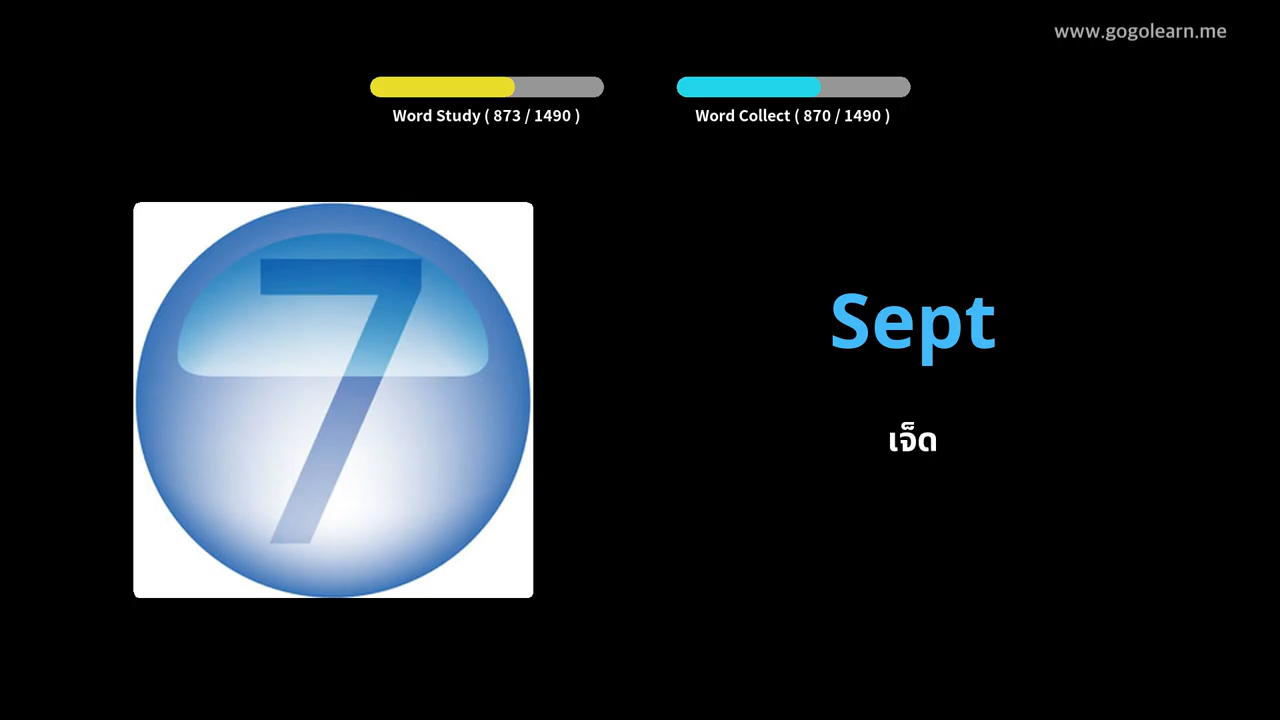 www.gogolearn.me
Word Study ( 873 / 1490 )
Word Collect ( 870 / 1490 )
7
Sept
เจ็ด